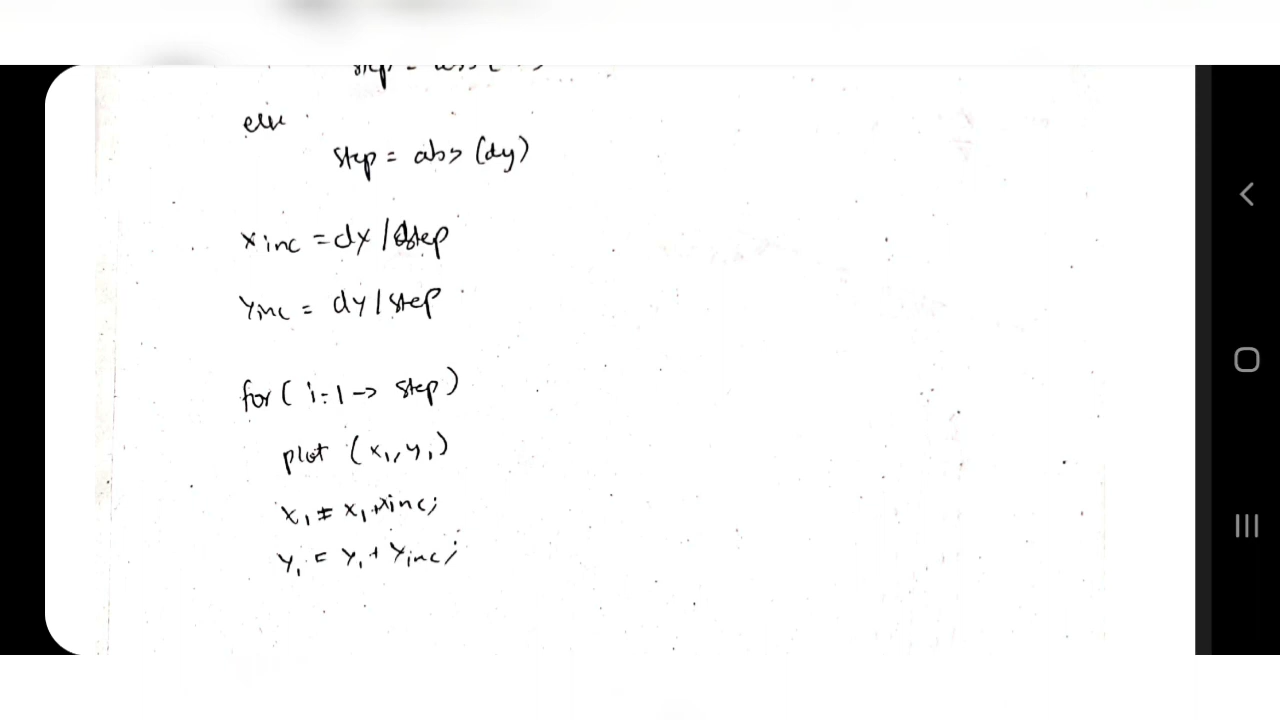 else
step = abs (dy)
xinc = dx / step
Yinc = dy / step
for ( i=1 -> step )
plot (x1, y1)
x1 = x1 + xinc;
y1 = y1 + Yinc;